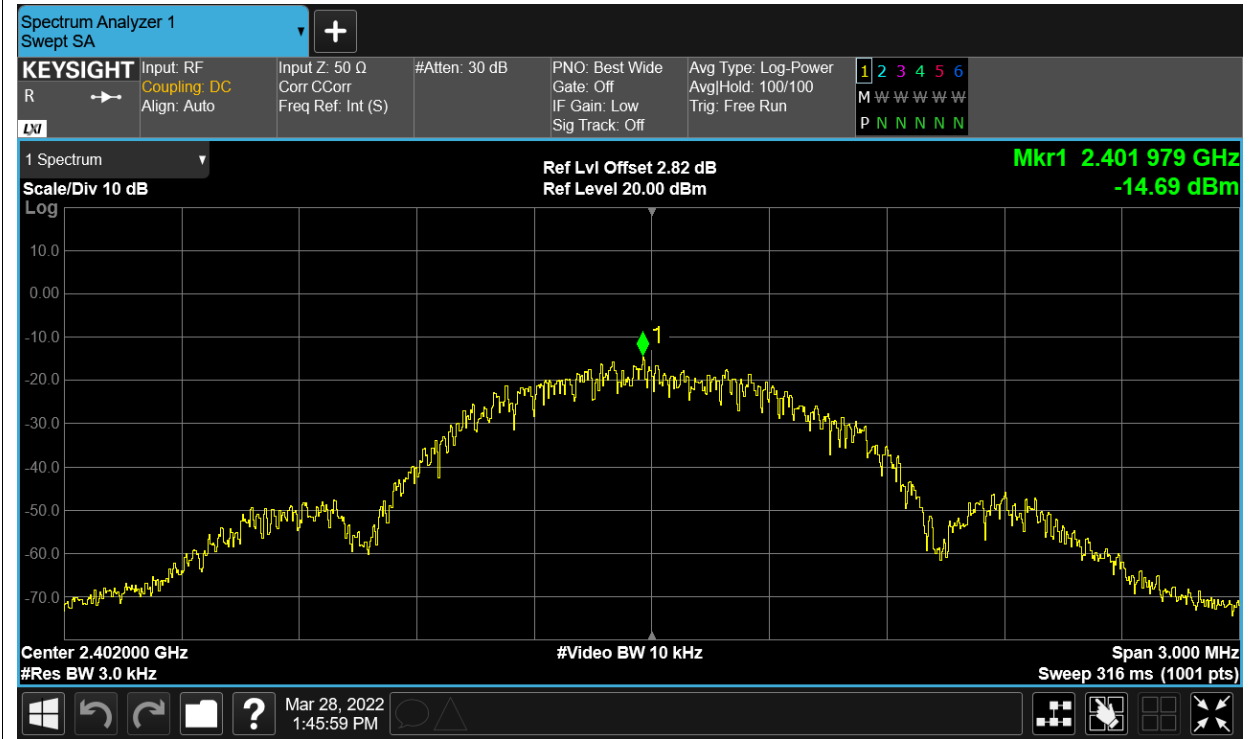 Spectrum Analyzer 1
Swept SA
▼
+
KEYSIGHT
R
LXI
Input: RF
Coupling: DC
Align: Auto
Input Z: 50 Ω
Corr CCorr
Freq Ref: Int (S)
#Atten: 30 dB
PNO: Best Wide
Gate: Off
IF Gain: Low
Sig Track: Off
Avg Type: Log-Power
Avg|Hold: 100/100
Trig: Free Run
1 2 3 4 5 6
M W W W W W
P N N N N N
1 Spectrum ▼
Scale/Div 10 dB
Ref Lvl Offset 2.82 dB
Ref Level 20.00 dBm
Mkr1 2.401 979 GHz
-14.69 dBm
Log
10.0
0.00
-10.0
1
-20.0
-30.0
-40.0
-50.0
-60.0
-70.0
Center 2.402000 GHz
#Video BW 10 kHz
Span 3.000 MHz
#Res BW 3.0 kHz
Sweep 316 ms (1001 pts)
?
Mar 28, 2022
1:45:59 PM